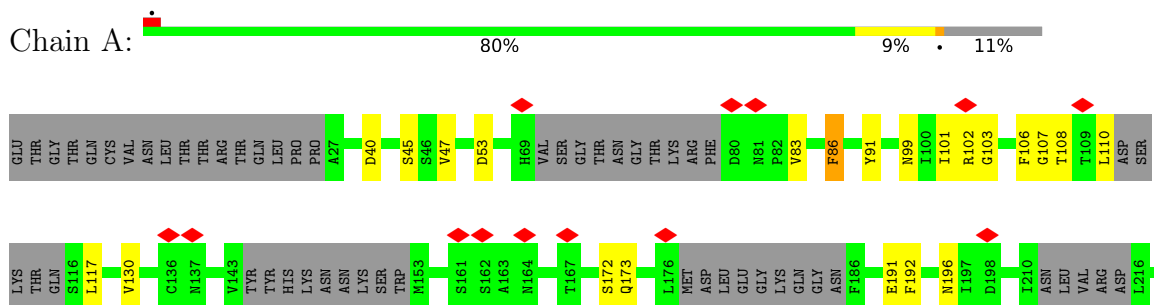 Chain A:
80% 9% • 11%
GLU THR GLY THR GLN CYS VAL ASN LEU THR THR ARG THR GLN LEU PRO PRO A27 D40 S45 S46 V47 D53 H69 VAL SER GLY THR ASN GLY THR LYS ARG PHE D80 N81 P82 V83 F86 Y91 N99 I100 I101 R102 G103 F106 G107 T108 T109 L110 ASP SER
LYS THR GLN S116 L117 V130 C136 N137 V143 TYR TYR HIS LYS ASN ASN LYS SER TRP M153 S161 S162 A163 N164 T167 S172 Q173 L176 MET ASP LEU GLU GLY LYS GLN GLY ASN F186 E191 F192 N196 I197 D198 I210 ASN LEU VAL ARG ASP L216